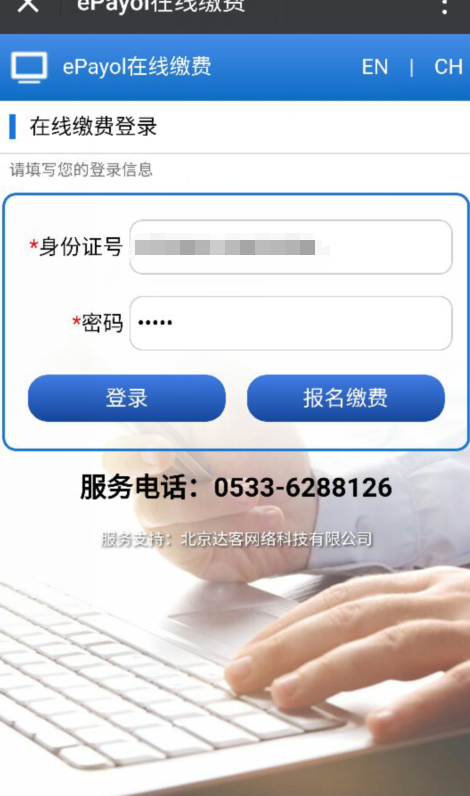 ePayol在线缴费
ePayol在线缴费 EN | CH
在线缴费登录
请填写您的登录信息
*身份证号
*密码 •••••
登录 报名缴费
服务电话：0533-6288126
服务支持：北京达客网络科技有限公司